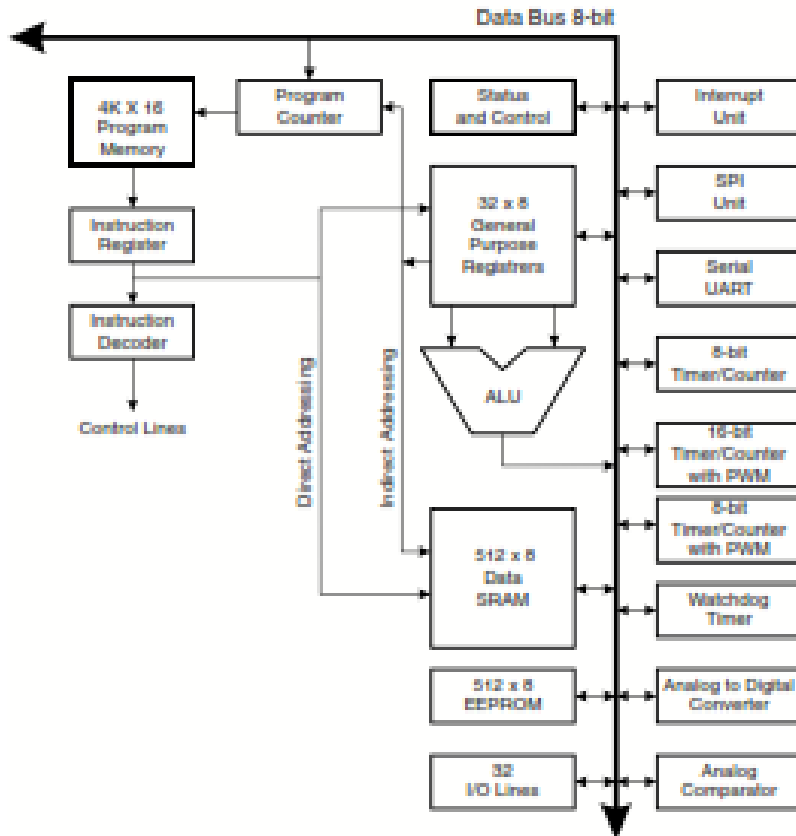 Data Bus 8-bit
4K X 16
Program
Memory
Program
Counter
Status
and Control
Interrupt
Unit
Instruction
Register
32 x 8
General
Purpose
Registrers
SPI
Unit
Serial
UART
Instruction
Decoder
Control Lines
Direct Addressing
Indirect Addressing
ALU
8-bit
Timer/Counter
16-bit
Timer/Counter
with PWM
8-bit
Timer/Counter
with PWM
512 x 8
Data
SRAM
Watchdog
Timer
512 x 8
EEPROM
Analog to Digital
Converter
32
I/O Lines
Analog
Comparator